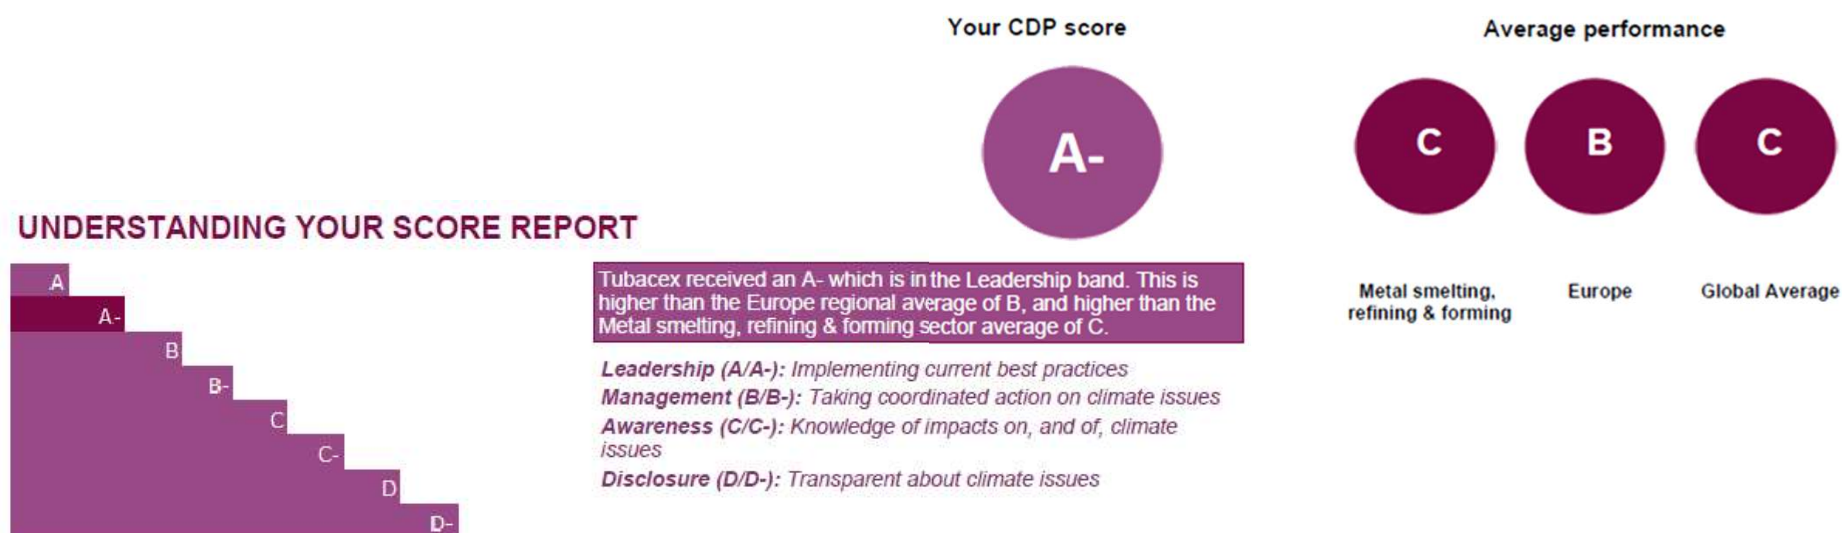 Your CDP score
Average performance
A-
C
B
C
Metal smelting,
refining & forming
Europe
Global Average
UNDERSTANDING YOUR SCORE REPORT
A
A-
B
B-
C
C-
D
D-
Tubacex received an A- which is in the Leadership band. This is
higher than the Europe regional average of B, and higher than the
Metal smelting, refining & forming sector average of C.
Leadership (A/A-): Implementing current best practices
Management (B/B-): Taking coordinated action on climate issues
Awareness (C/C-): Knowledge of impacts on, and of, climate
issues
Disclosure (D/D-): Transparent about climate issues